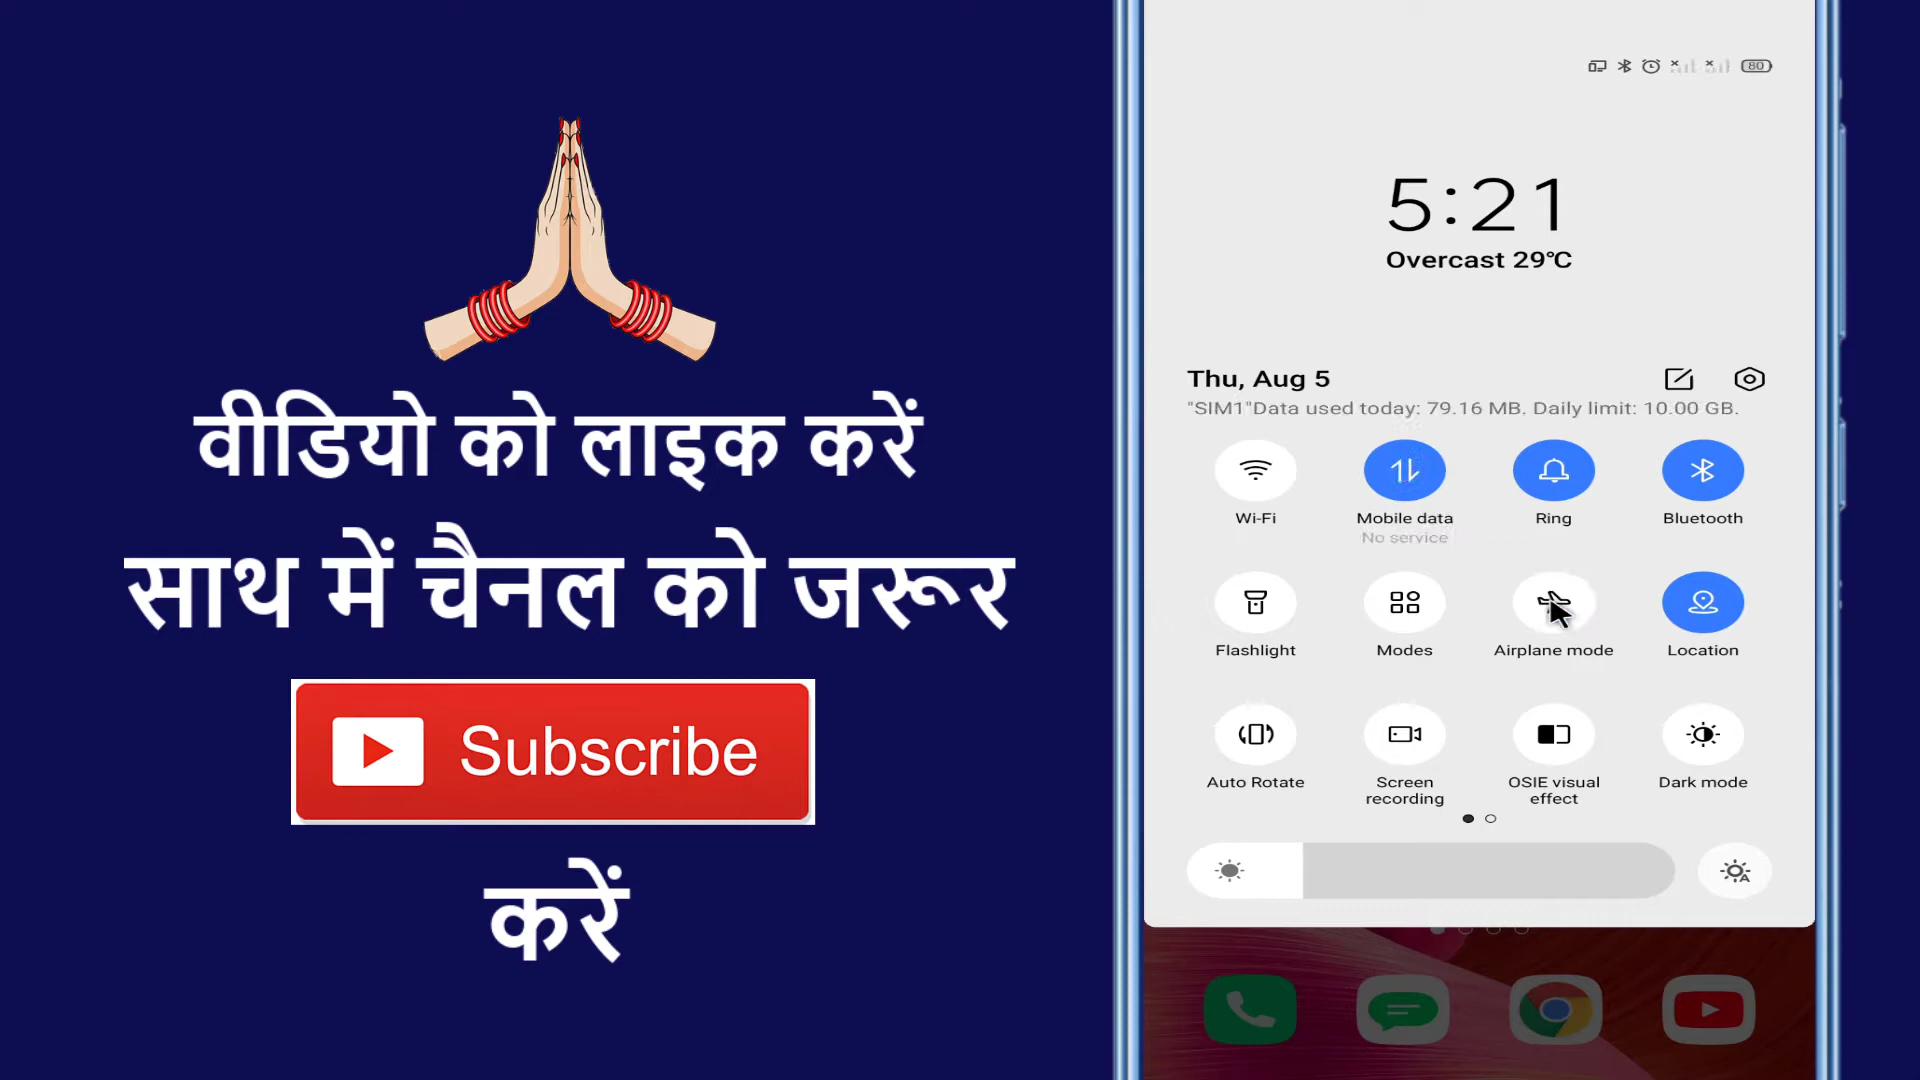 वीडियो को लाइक करें
साथ में चैनल को जरूर
Subscribe
करें
80
5:21
Overcast 29°C
Thu, Aug 5
"SIM1"Data used today: 79.16 MB. Daily limit: 10.00 GB.
Wi-Fi
Mobile data
No service
Ring
Bluetooth
Flashlight
Modes
Airplane mode
Location
Auto Rotate
Screen
recording
OSIE visual
effect
Dark mode